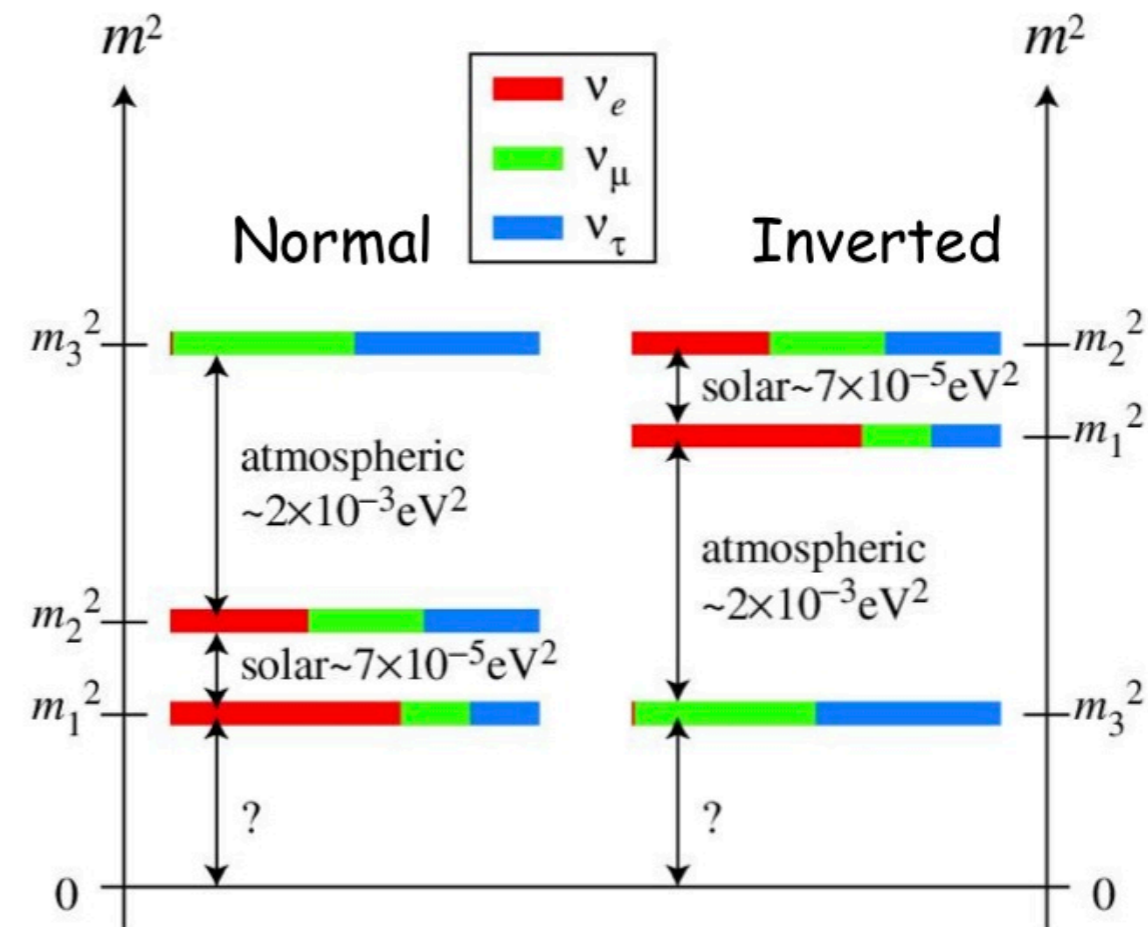 m²
m²
νe
νμ
ντ
Normal
Inverted
m₃²
m₂²
solar~7×10⁻⁵eV²
m₁²
atmospheric
~2×10⁻³eV²
atmospheric
~2×10⁻³eV²
m₂²
solar~7×10⁻⁵eV²
m₁²
m₃²
?
?
0
0